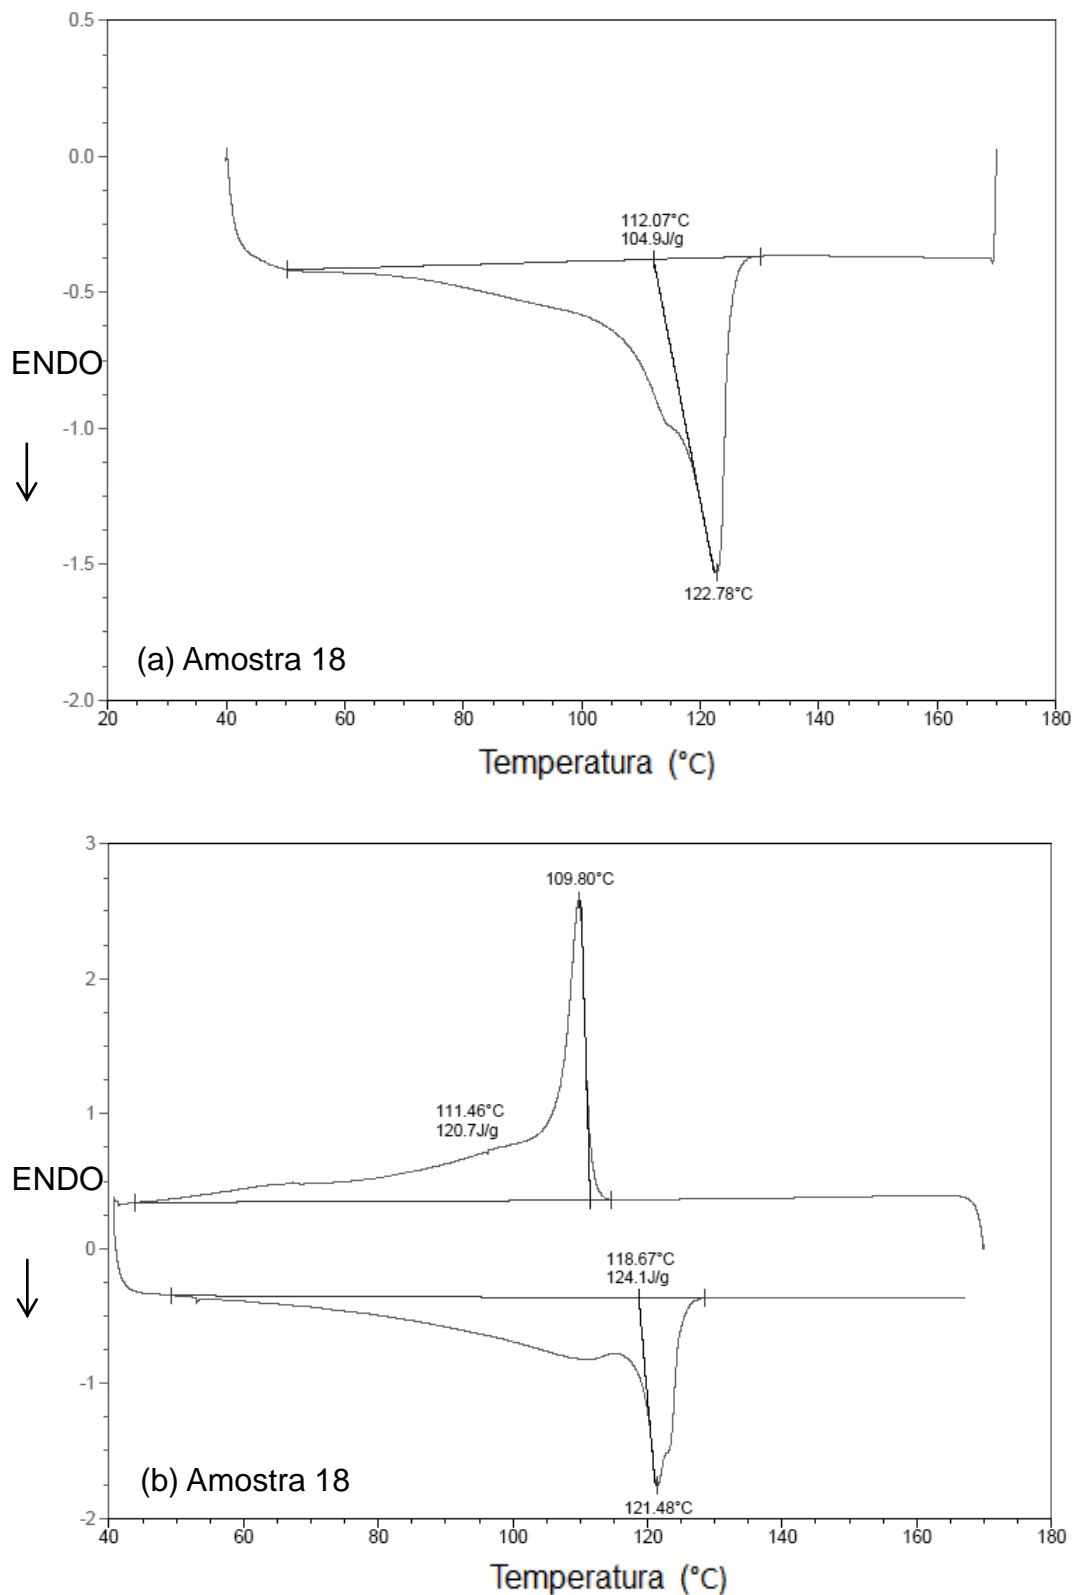 0.5
0.0
112.07°C
104.9J/g
-0.5
ENDO
-1.0
-1.5
122.78°C
(a) Amostra 18
-2.0
20 40 60 80 100 120 140 160 180
Temperatura (°C)
3
109.80°C
2
111.46°C
120.7J/g
1
ENDO
0
118.67°C
124.1J/g
-1
(b) Amostra 18
121.48°C
-2
40 60 80 100 120 140 160 180
Temperatura (°C)